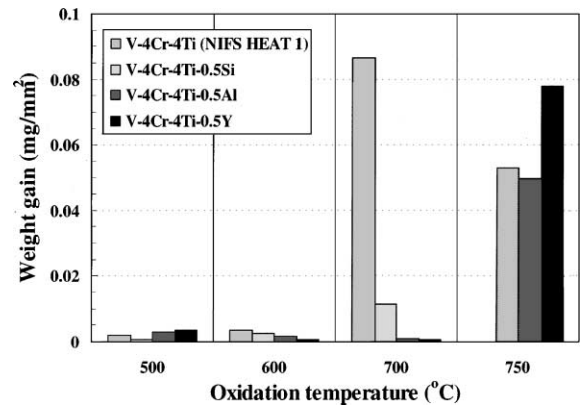 0.1
V-4Cr-4Ti (NIFS HEAT 1)
V-4Cr-4Ti-0.5Si
V-4Cr-4Ti-0.5Al
V-4Cr-4Ti-0.5Y
0.08
0.06
0.04
0.02
0
Weight gain (mg/mm²)
500 600 700 750
Oxidation temperature (°C)